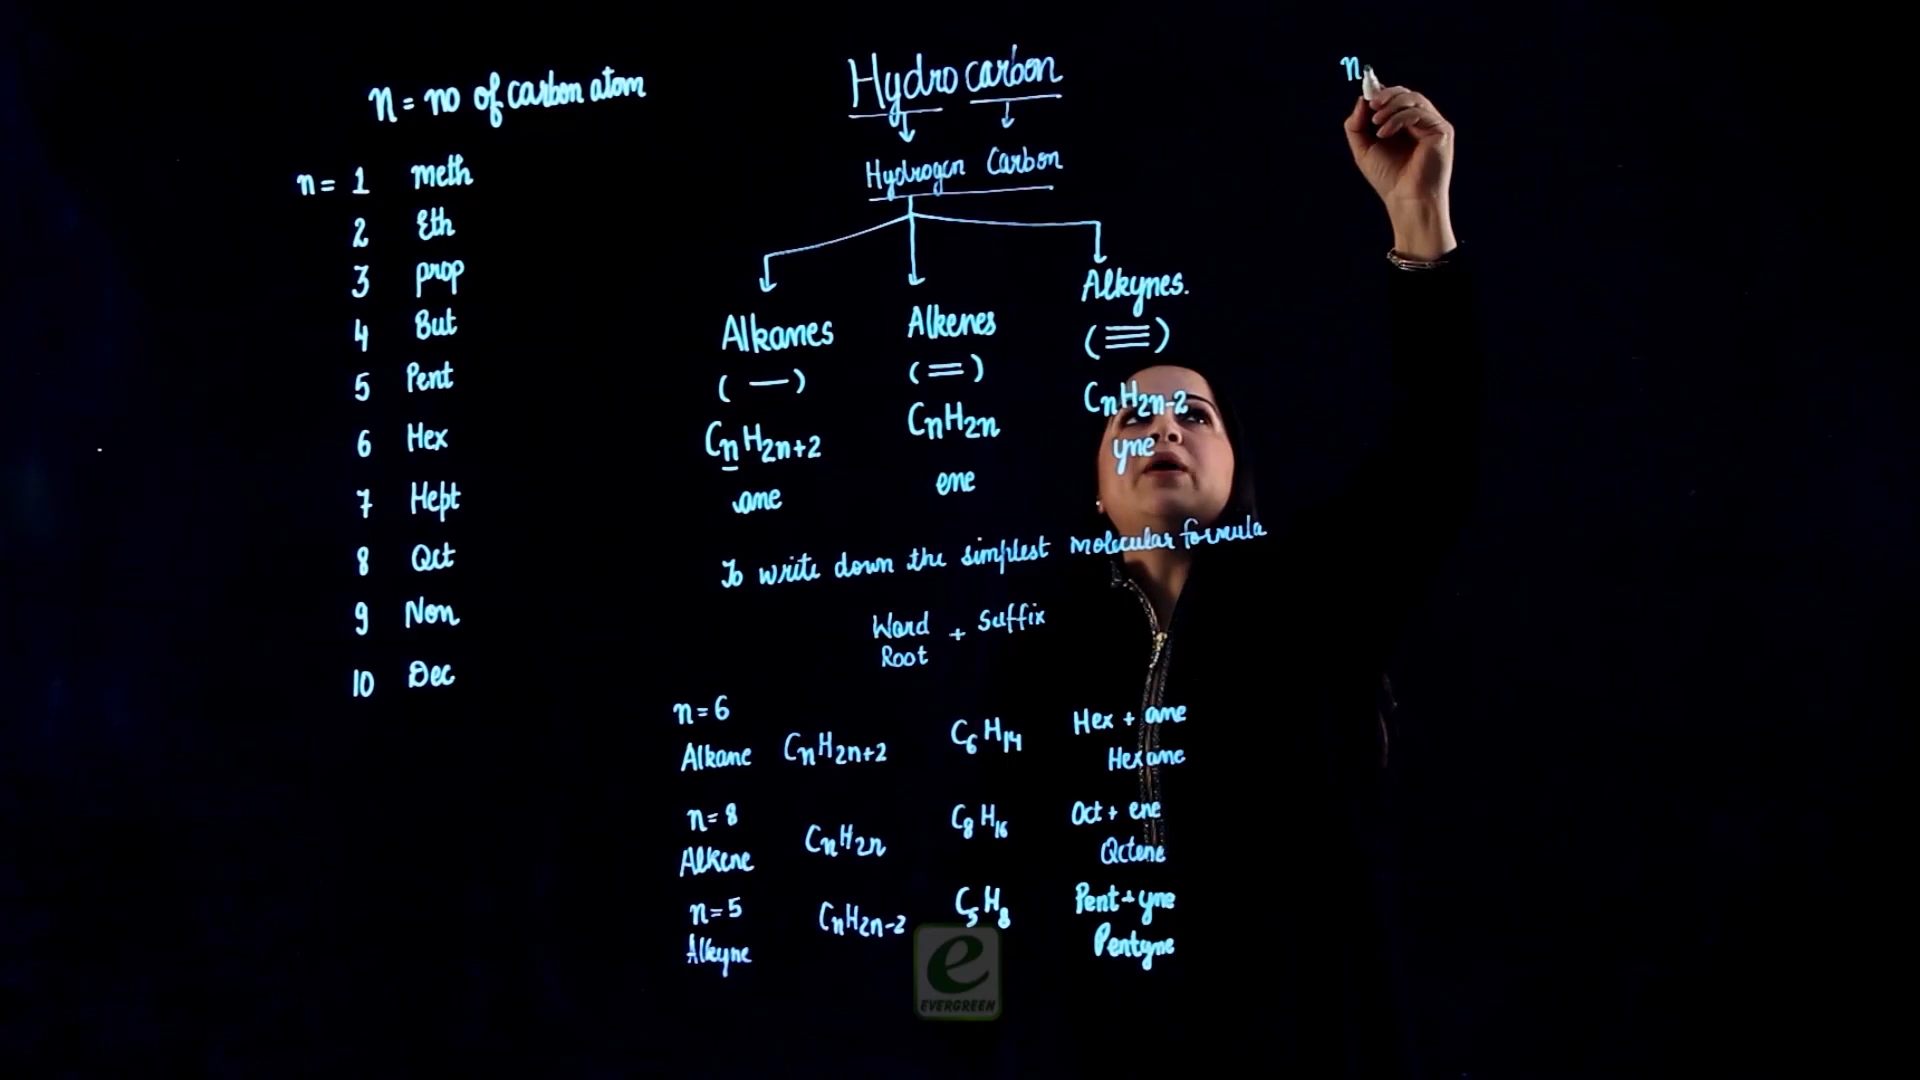 N = no of carbon atom
n = 1 meth
2 Eth
3 prop
4 But
5 Pent
6 Hex
7 Hept
8 Oct
9 Non
10 Dec
Hydrocarbon
Hydrogen Carbon
Alkanes
( — )
CnH2n+2
ane
Alkenes
( = )
CnH2n
ene
Alkynes.
( ≡ )
CnH2n-2
yne
To write down the simplest molecular formula
Word Root + Suffix
n = 6
Alkane CnH2n+2 C6H14 Hex + ane
Hexane
n = 8
Alkene CnH2n C8H16 Oct + ene
Octene
n = 5
Alkyne CnH2n-2 C5H8 Pent + yne
Pentyne
n
e
EVERGREEN